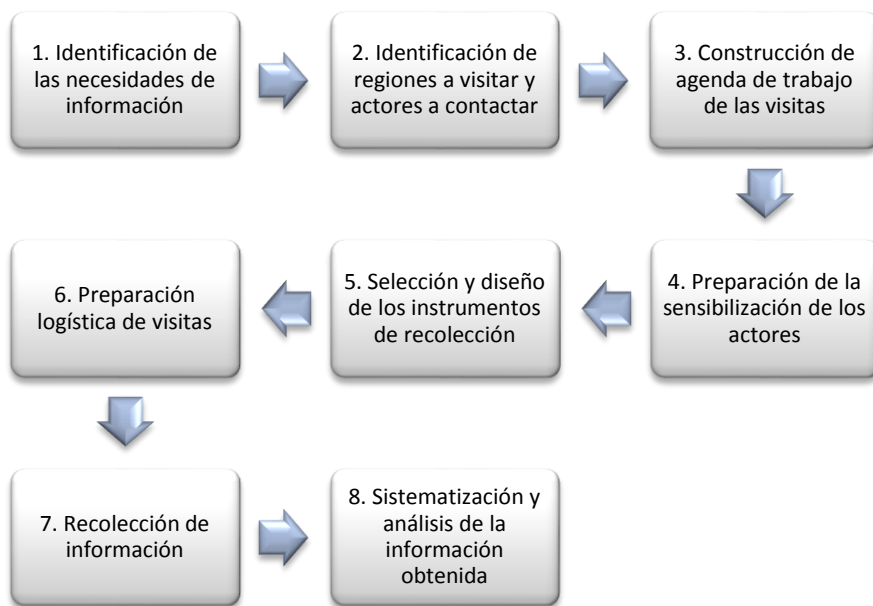 1. Identificación de
las necesidades de
información
2. Identificación de
regiones a visitar y
actores a contactar
3. Construcción de
agenda de trabajo
de las visitas
4. Preparación de la
sensibilización de los
actores
5. Selección y diseño
de los instrumentos
de recolección
6. Preparación
logística de visitas
7. Recolección de
información
8. Sistematización y
análisis de la
información
obtenida